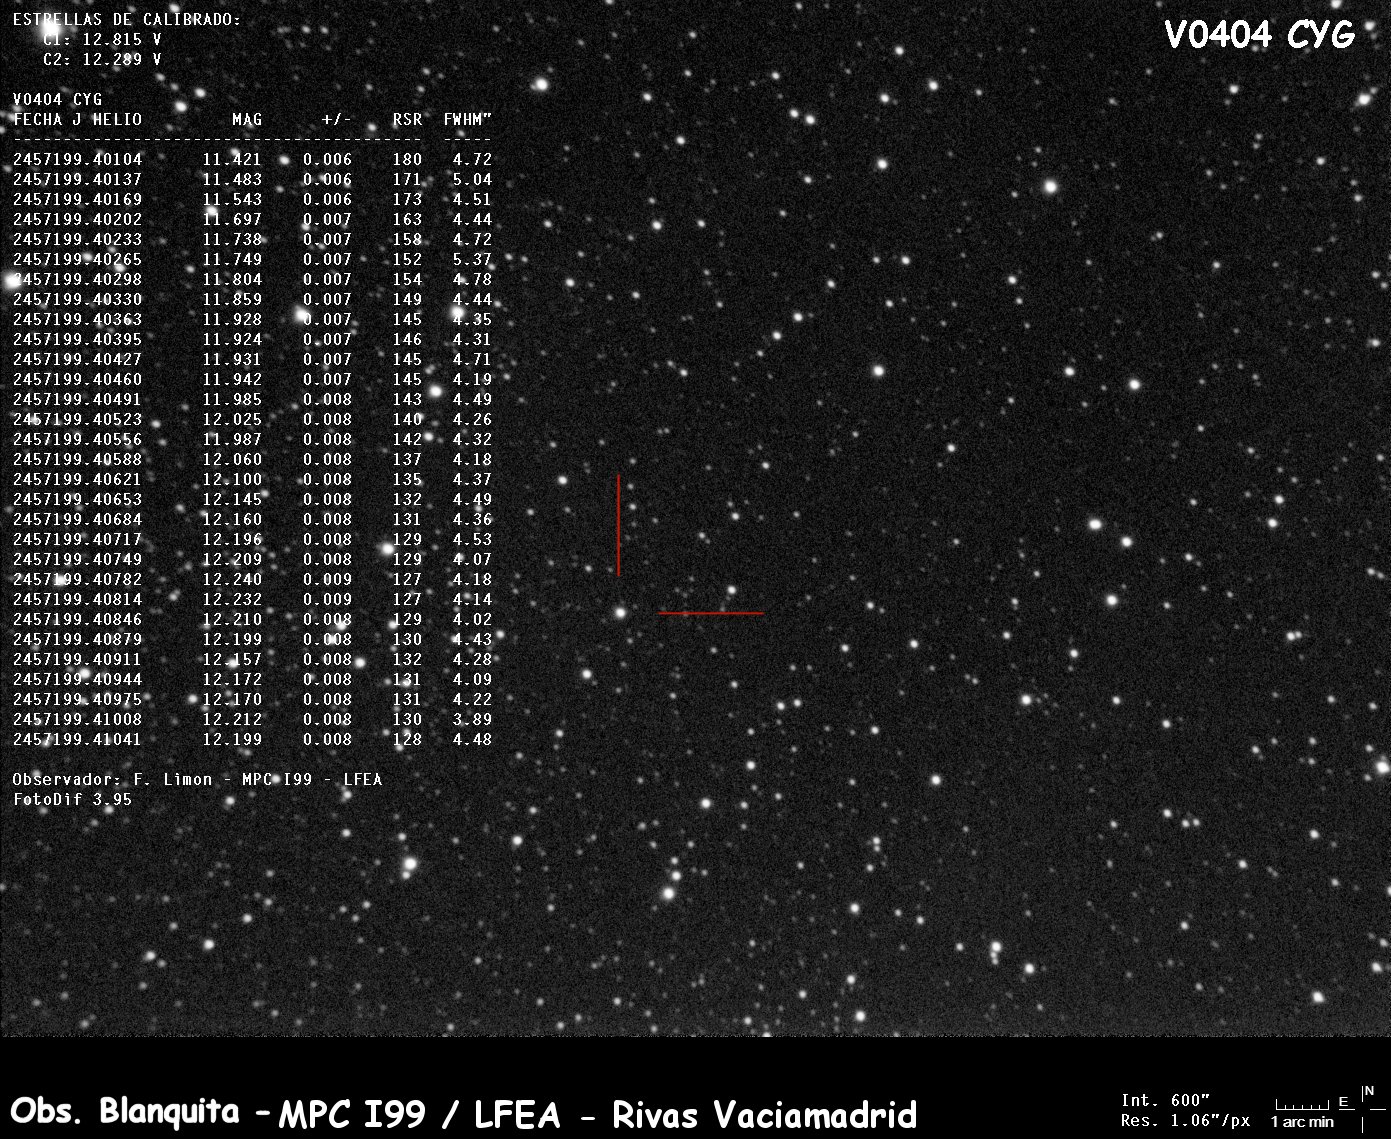 ESTRELLAS DE CALIBRADO:
C1: 12.815 V
C2: 12.289 V
V0404 CYG
V0404 CYG
FECHA J HELIO MAG +/- RSR FWHM"
---------------------------------------- -----
2457199.40104 11.421 0.006 180 4.72
2457199.40137 11.483 0.006 171 5.04
2457199.40169 11.543 0.006 173 4.51
2457199.40202 11.697 0.007 163 4.44
2457199.40233 11.738 0.007 158 4.72
2457199.40265 11.749 0.007 152 5.37
2457199.40298 11.804 0.007 154 4.78
2457199.40330 11.859 0.007 149 4.44
2457199.40363 11.928 0.007 145 4.35
2457199.40395 11.924 0.007 146 4.31
2457199.40427 11.931 0.007 145 4.71
2457199.40460 11.942 0.007 145 4.19
2457199.40491 11.985 0.008 143 4.49
2457199.40523 12.025 0.008 140 4.26
2457199.40556 11.987 0.008 142 4.32
2457199.40588 12.060 0.008 137 4.18
2457199.40621 12.100 0.008 135 4.37
2457199.40653 12.145 0.008 132 4.49
2457199.40684 12.160 0.008 131 4.36
2457199.40717 12.196 0.008 129 4.53
2457199.40749 12.209 0.008 129 4.07
2457199.40782 12.240 0.009 127 4.18
2457199.40814 12.232 0.009 127 4.14
2457199.40846 12.210 0.008 129 4.02
2457199.40879 12.199 0.008 130 4.43
2457199.40911 12.157 0.008 132 4.28
2457199.40944 12.172 0.008 131 4.09
2457199.40975 12.170 0.008 131 4.22
2457199.41008 12.212 0.008 130 3.89
2457199.41041 12.199 0.008 128 4.48
Observador: F. Limon - MPC I99 - LFEA
FotoDif 3.95
Obs. Blanquita - MPC I99 / LFEA - Rivas Vaciamadrid
Int. 600"
Res. 1.06"/px
1 arc min
E
N